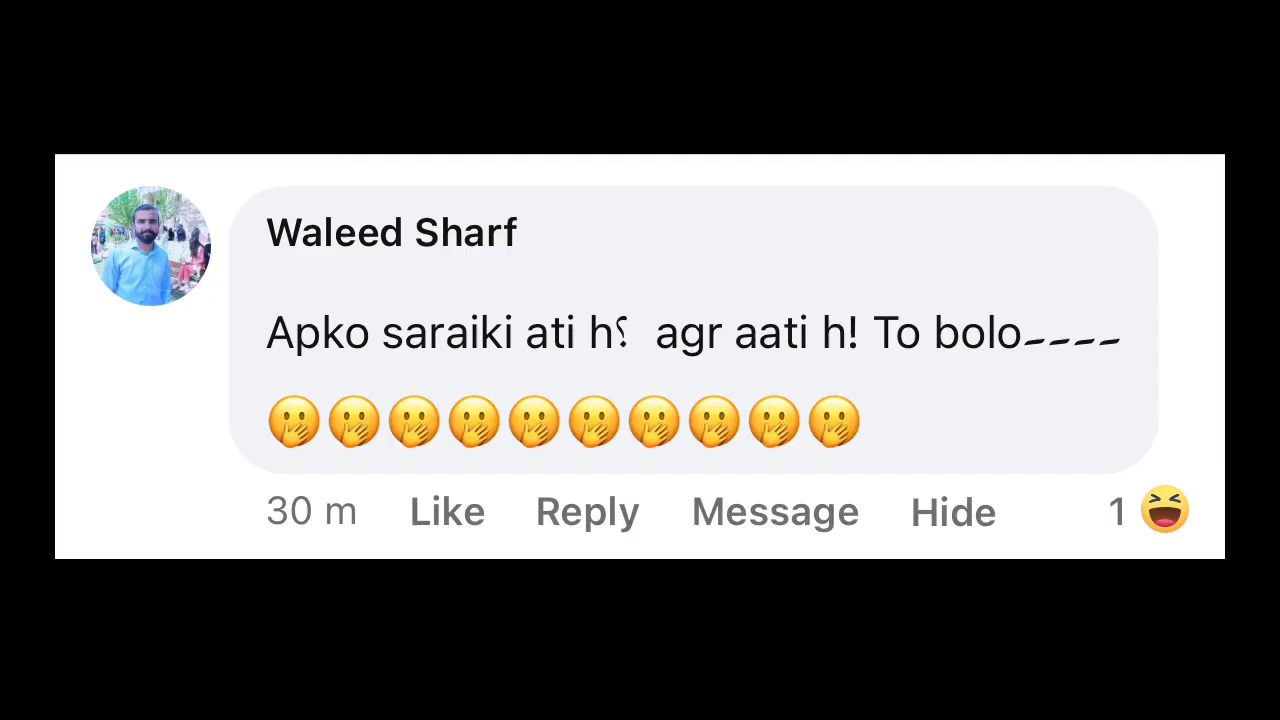 Waleed Sharf
Apko saraiki ati h؟ agr aati h! To bolo۔۔۔۔
🫢🫢🫢🫢🫢🫢🫢🫢🫢🫢
30 m Like Reply Message Hide 1 😆